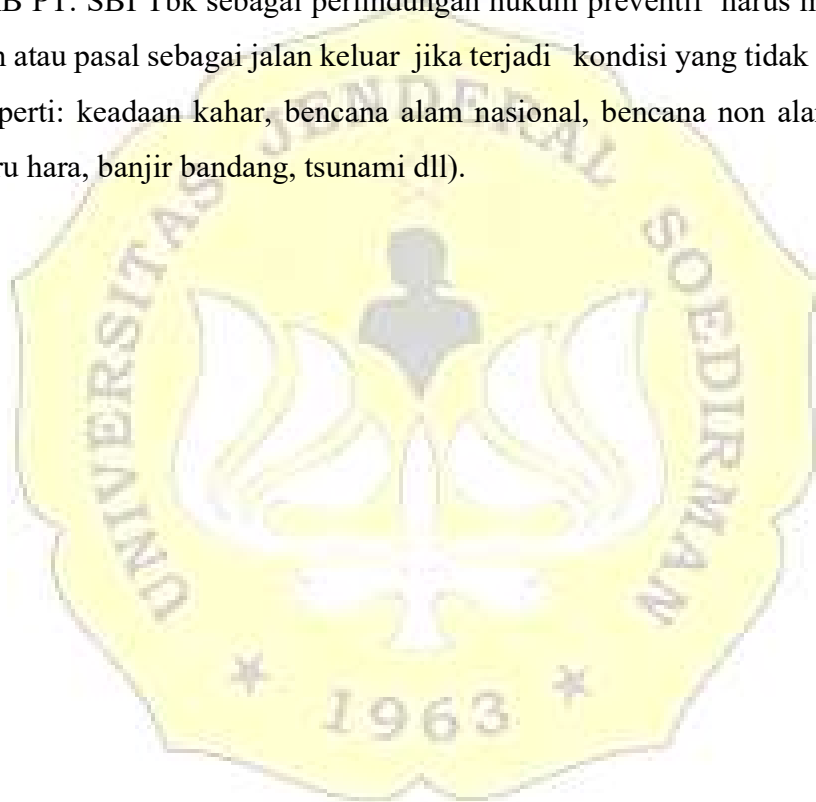 B PT. SBI Tbk sebagai perlindungan hukum preventif harus
atau pasal sebagai jalan keluar jika terjadi kondisi yang tidak
perti: keadaan kahar, bencana alam nasional, bencana non
ru hara, banjir bandang, tsunami dll).
UNIVERSITAS JENDERAL SOEDIRMAN
1963